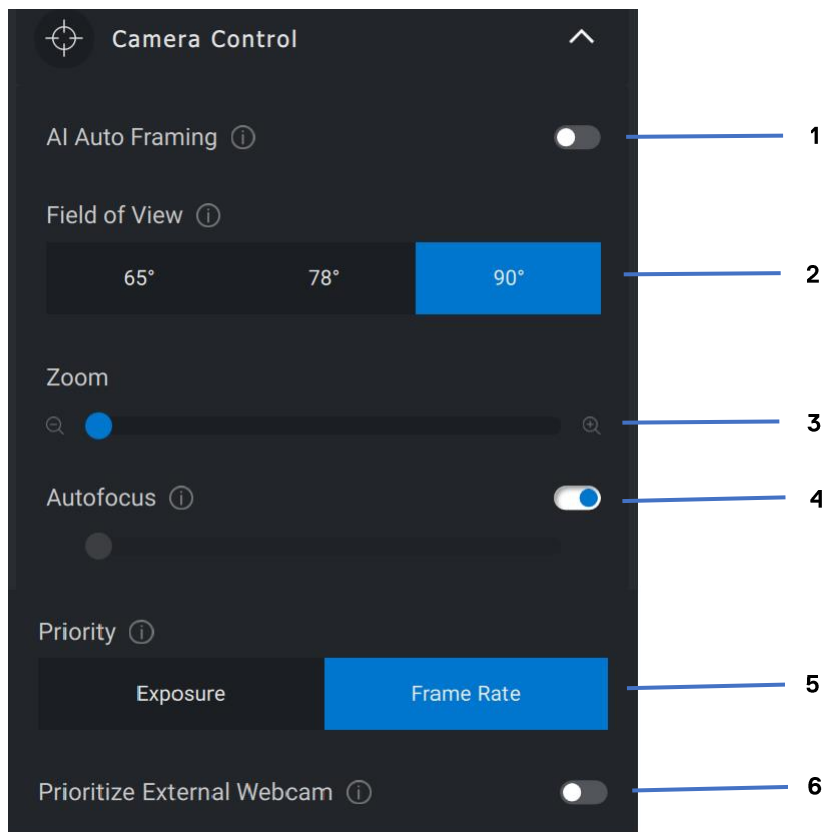 Camera Control
AI Auto Framing
1
Field of View
65° 78° 90°
2
Zoom
3
Autofocus
4
Priority
Exposure Frame Rate
5
Prioritize External Webcam
6